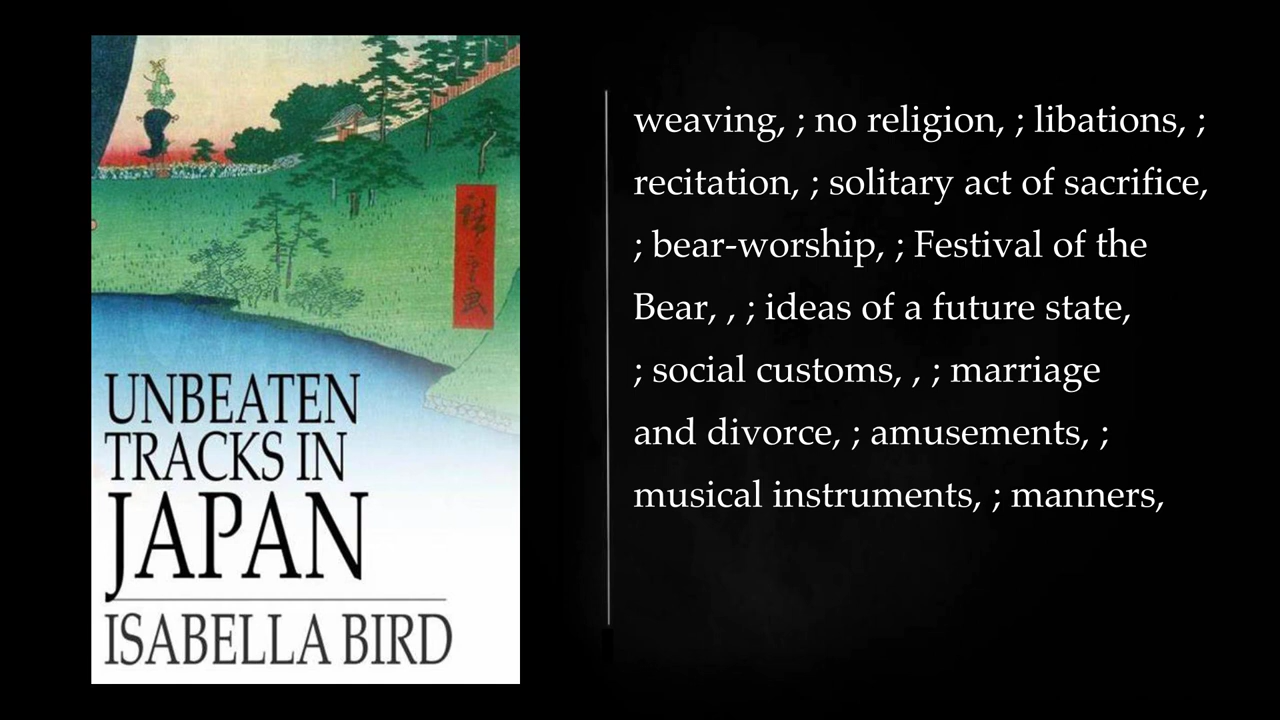 UNBEATEN
TRACKS IN
JAPAN
ISABELLA BIRD
weaving, ; no religion, ; libations, ;
recitation, ; solitary act of sacrifice,
; bear-worship, ; Festival of the
Bear, , ; ideas of a future state,
; social customs, , ; marriage
and divorce, ; amusements, ;
musical instruments, ; manners,